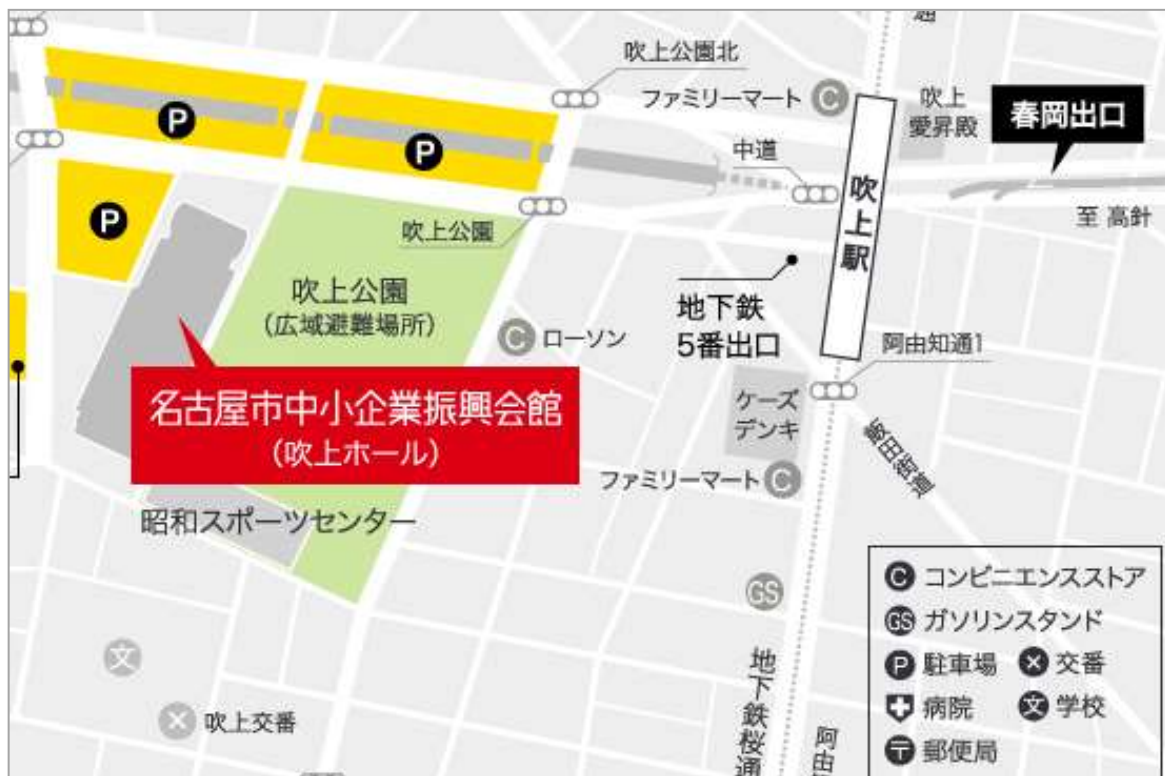 通
吹上公園北
ファミリーマート
C
吹上
愛昇殿
春岡出口
P
P
中道
吹上駅
至 高針
P
吹上公園
吹上公園
(広域避難場所)
地下鉄
5番出口
C
ローソン
阿由知通1
名古屋市中小企業振興会館
(吹上ホール)
ケーズ
デンキ
飯田街道
ファミリーマート
C
昭和スポーツセンター
GS
文
吹上交番
地下鉄桜通
阿由
C コンビニエンスストア
GS ガソリンスタンド
P 駐車場
交番
病院
文 学校
〒 郵便局